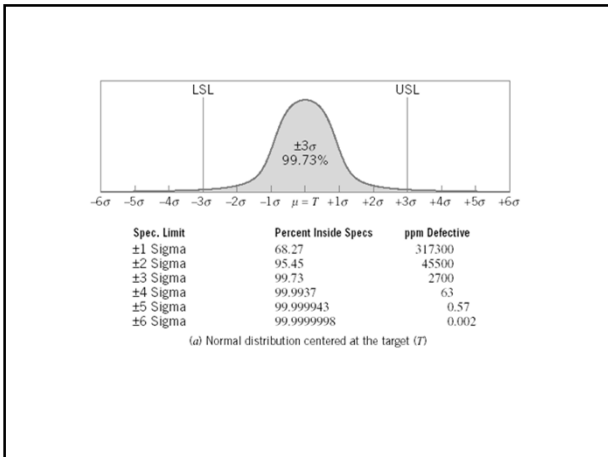 LSL USL
±3σ
99.73%
-6σ -5σ -4σ -3σ -2σ -1σ μ = T +1σ +2σ +3σ +4σ +5σ +6σ
Spec. Limit Percent Inside Specs ppm Defective
±1 Sigma 68.27 317300
±2 Sigma 95.45 45500
±3 Sigma 99.73 2700
±4 Sigma 99.9937 63
±5 Sigma 99.999943 0.57
±6 Sigma 99.9999998 0.002
(a) Normal distribution centered at the target (T)